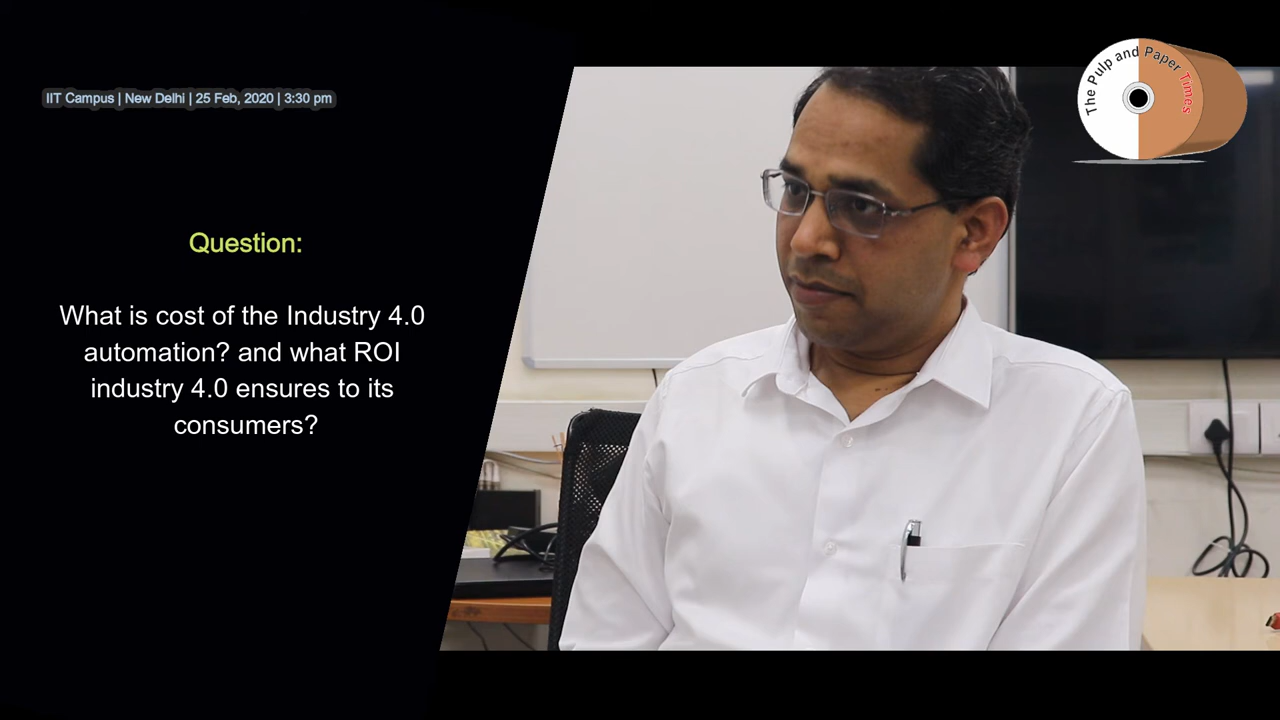 IIT Campus | New Delhi | 25 Feb, 2020 | 3:30 pm
The Pulp and Paper Times
Question:
What is cost of the Industry 4.0
automation? and what ROI
industry 4.0 ensures to its
consumers?